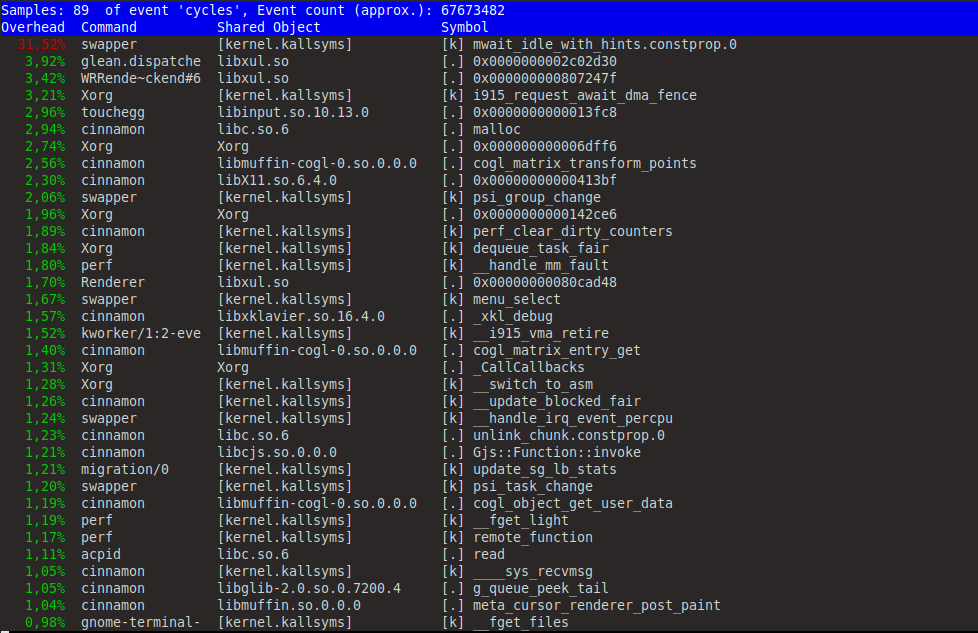 Samples: 89  of event 'cycles', Event count (approx.): 67673482
Overhead  Command          Shared Object               Symbol
31,52%  swapper          [kernel.kallsyms]           [k] mwait_idle_with_hints.constprop.0
3,92%  glean.dispatche  libxul.so                   [.] 0x0000000002c02d30
3,42%  WRRende~ckend#6  libxul.so                   [.] 0x000000000807247f
3,21%  Xorg             [kernel.kallsyms]           [k] i915_request_await_dma_fence
2,96%  touchegg         libinput.so.10.13.0         [.] 0x0000000000013fc8
2,94%  cinnamon         libc.so.6                   [.] malloc
2,74%  Xorg             Xorg                        [.] 0x000000000006dff6
2,56%  cinnamon         libmuffin-cogl-0.so.0.0.0   [.] cogl_matrix_transform_points
2,30%  cinnamon         libX11.so.6.4.0             [.] 0x00000000000413bf
2,06%  swapper          [kernel.kallsyms]           [k] psi_group_change
1,96%  Xorg             Xorg                        [.] 0x0000000000142ce6
1,89%  cinnamon         [kernel.kallsyms]           [k] perf_clear_dirty_counters
1,84%  Xorg             [kernel.kallsyms]           [k] dequeue_task_fair
1,80%  perf             [kernel.kallsyms]           [k] __handle_mm_fault
1,70%  Renderer         libxul.so                   [.] 0x00000000080cad48
1,67%  swapper          [kernel.kallsyms]           [k] menu_select
1,57%  cinnamon         libxklavier.so.16.4.0       [.] _xkl_debug
1,52%  kworker/1:2-eve  [kernel.kallsyms]           [k] __i915_vma_retire
1,40%  cinnamon         libmuffin-cogl-0.so.0.0.0   [.] cogl_matrix_entry_get
1,31%  Xorg             Xorg                        [.] _CallCallbacks
1,28%  Xorg             [kernel.kallsyms]           [k] __switch_to_asm
1,26%  cinnamon         [kernel.kallsyms]           [k] __update_blocked_fair
1,24%  swapper          [kernel.kallsyms]           [k] __handle_irq_event_percpu
1,23%  cinnamon         libc.so.6                   [.] unlink_chunk.constprop.0
1,21%  cinnamon         libcjs.so.0.0.0             [.] Gjs::Function::invoke
1,21%  migration/0      [kernel.kallsyms]           [k] update_sg_lb_stats
1,20%  swapper          [kernel.kallsyms]           [k] psi_task_change
1,19%  cinnamon         libmuffin-cogl-0.so.0.0.0   [.] cogl_object_get_user_data
1,19%  perf             [kernel.kallsyms]           [k] __fget_light
1,17%  perf             [kernel.kallsyms]           [k] remote_function
1,11%  acpid            libc.so.6                   [.] read
1,05%  cinnamon         [kernel.kallsyms]           [k] ____sys_recvmsg
1,05%  cinnamon         libglib-2.0.so.0.7200.4     [.] g_queue_peek_tail
1,04%  cinnamon         libmuffin.so.0.0.0          [.] meta_cursor_renderer_post_paint
0,98%  gnome-terminal-  [kernel.kallsyms]           [k] __fget_files